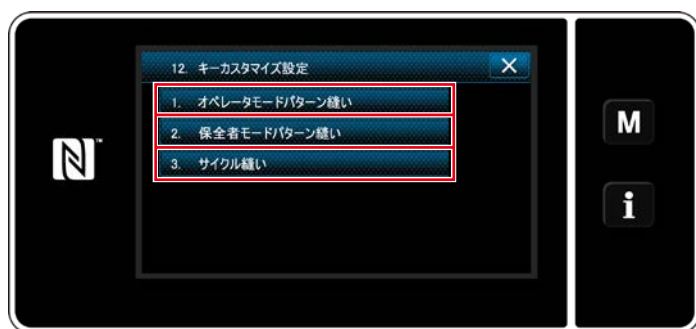 12. キーカスタマイズ設定
1. オペレータモードパターン縫い
2. 保全者モードパターン縫い
3. サイクル縫い
M
i
N
TM